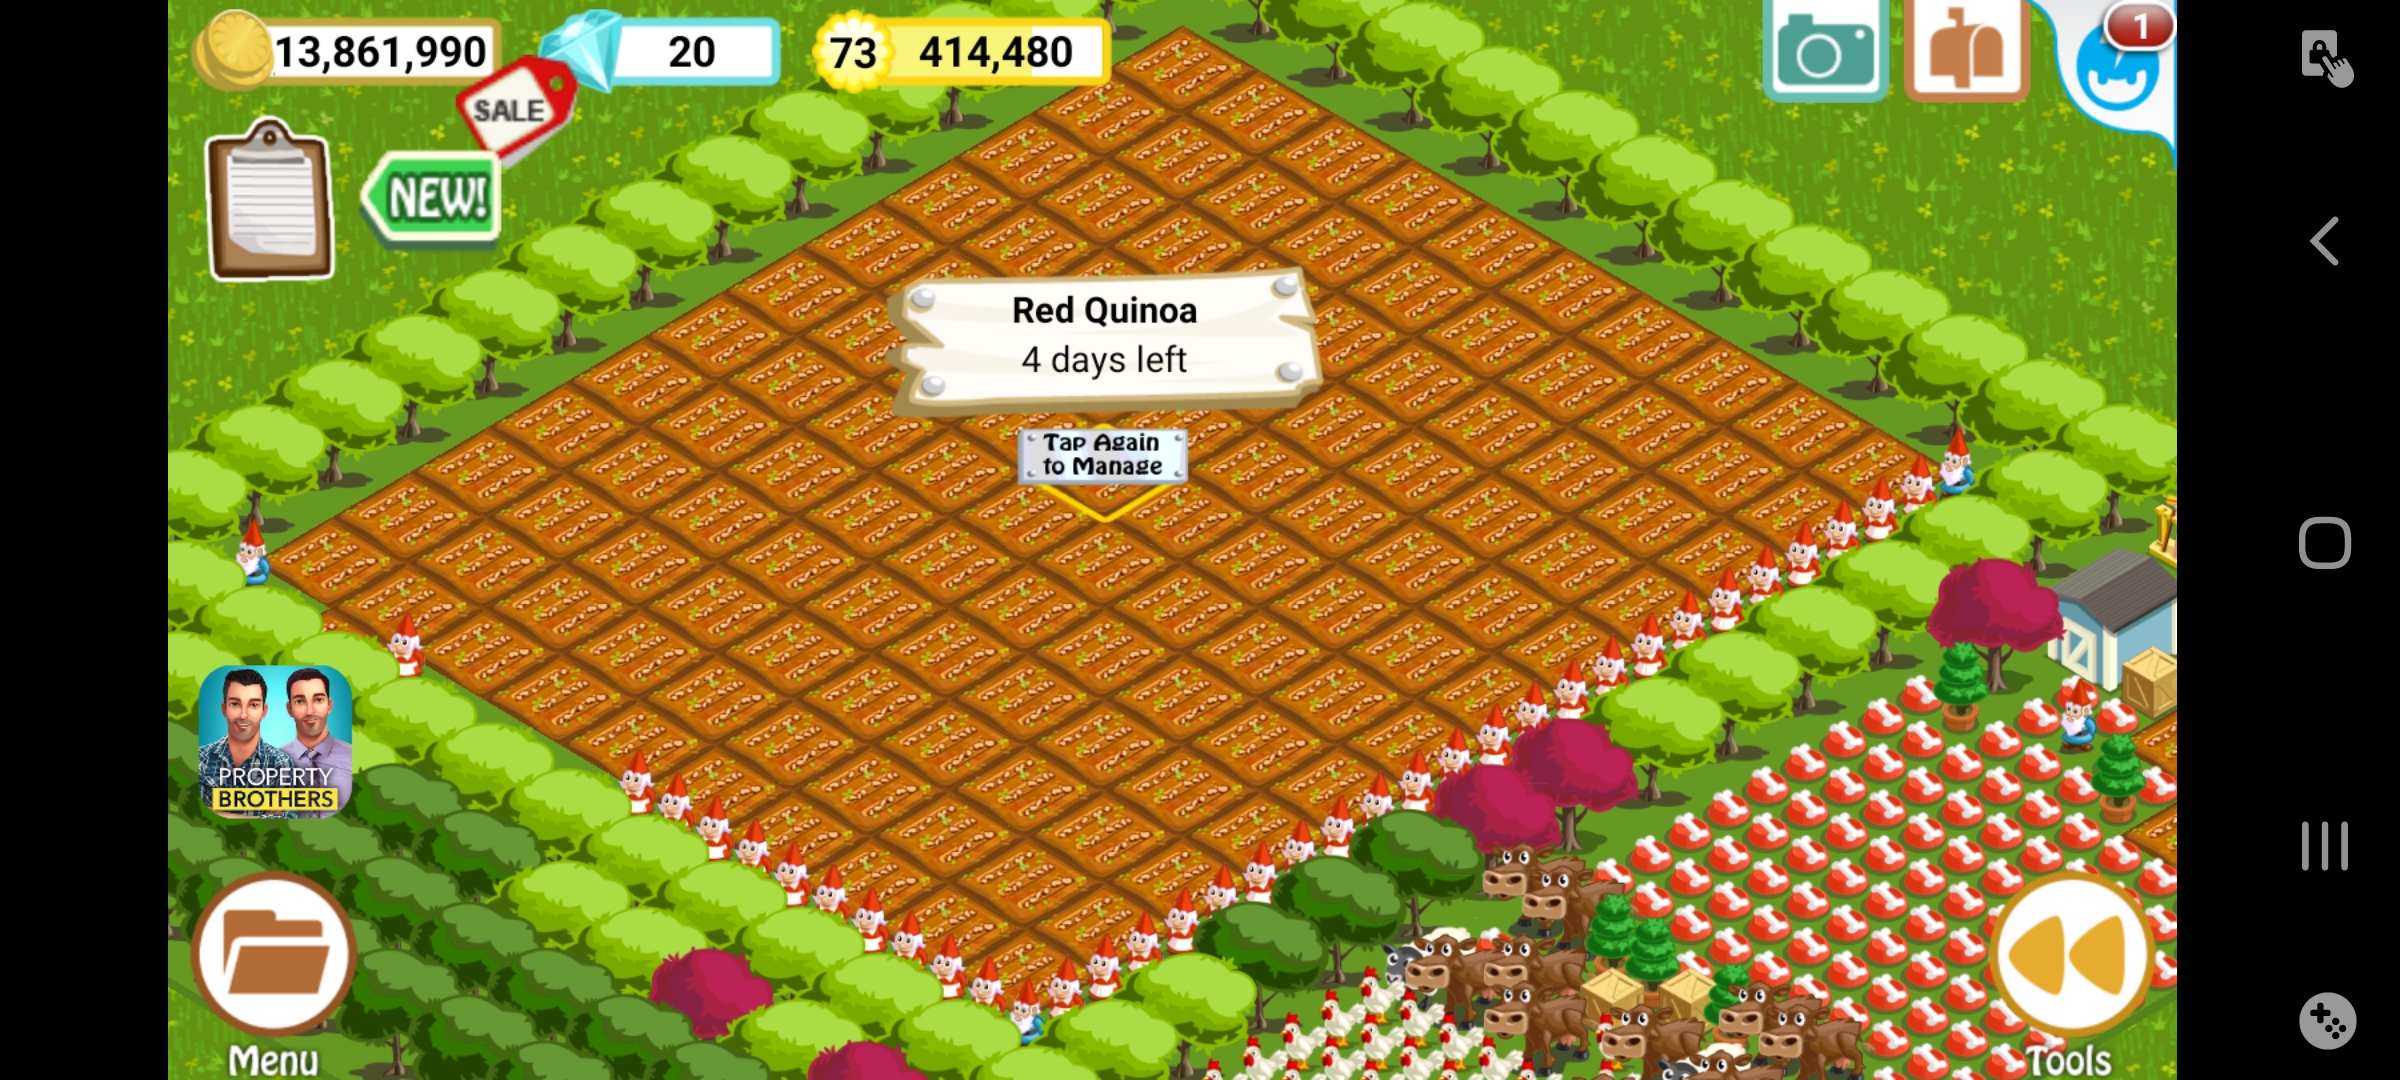 13,861,990
20
73
414,480
1
SALE
NEW!
Red Quinoa
4 days left
Tap Again
to Manage
PROPERTY
BROTHERS
Menu
Tools